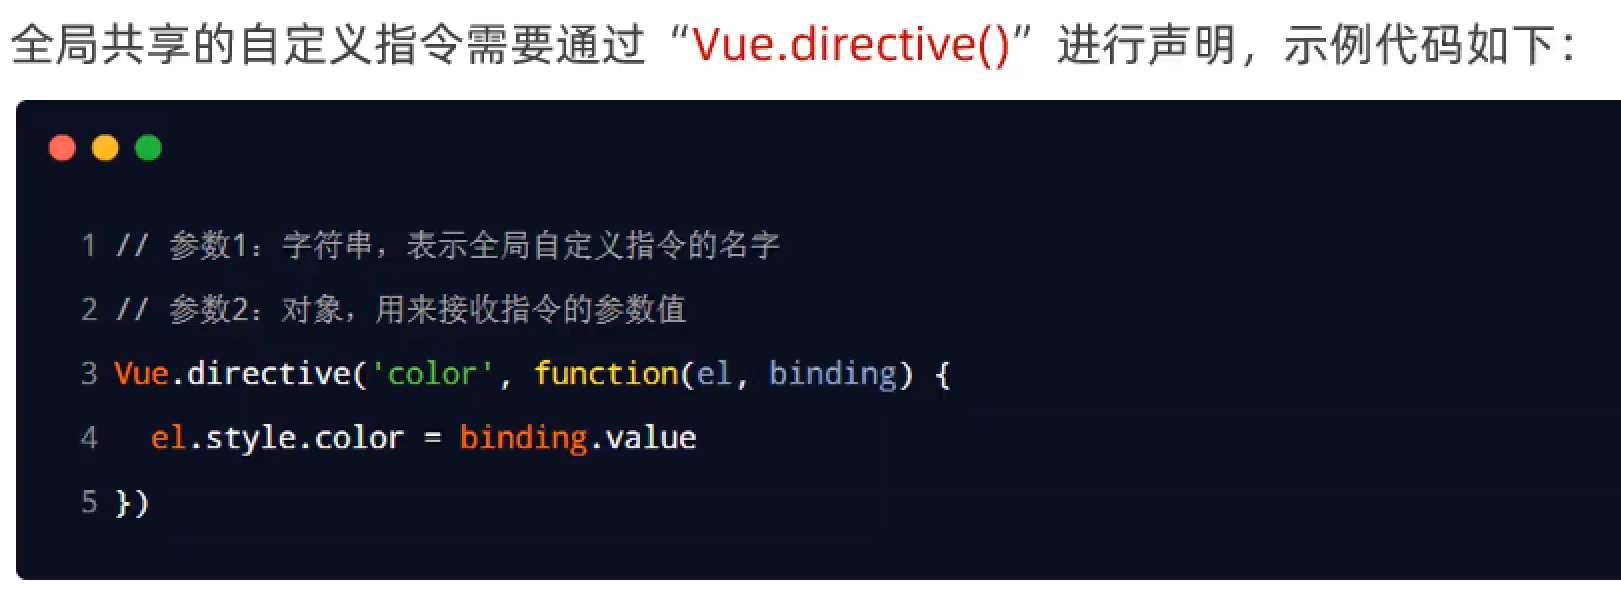 全局共享的自定义指令需要通过“Vue.directive()”进行声明，示例代码如下：
1 // 参数1：字符串，表示全局自定义指令的名字
2 // 参数2：对象，用来接收指令的参数值
3 Vue.directive('color', function(el, binding) {
4   el.style.color = binding.value
5 })